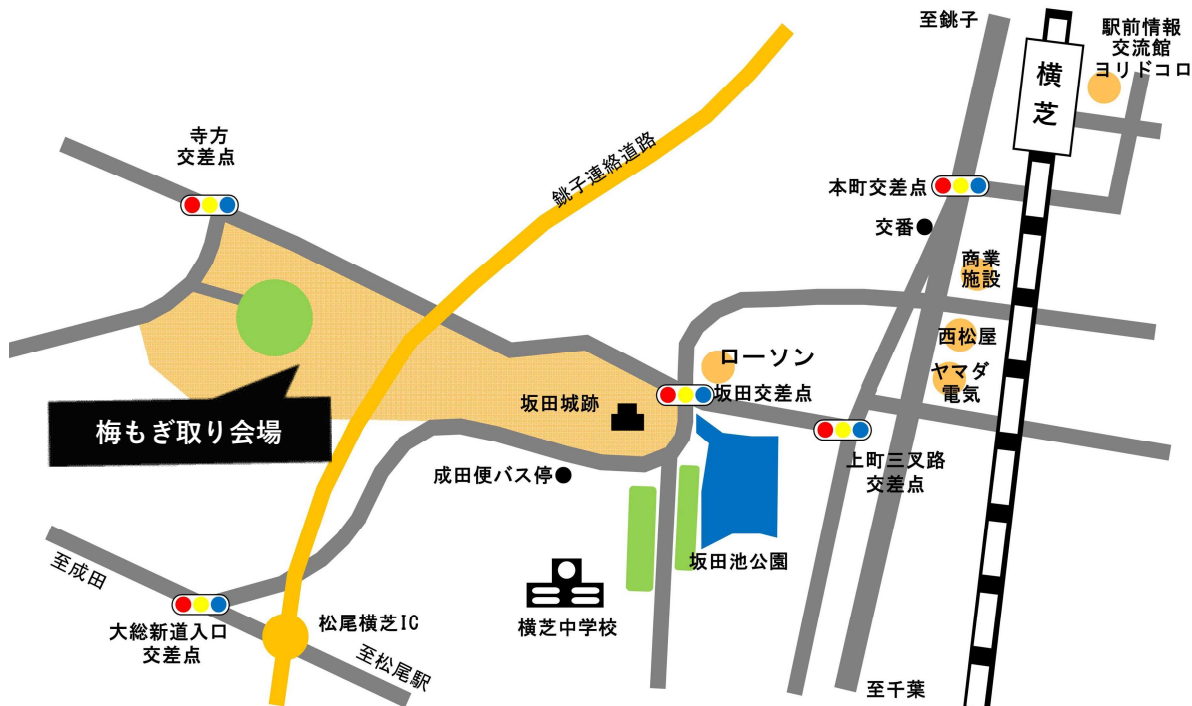 至銚子
駅前情報
交流館
ヨリドコロ
横
芝
寺方
交差点
銚子連絡道路
本町交差点
交番
商業
施設
西松屋
ローソン
ヤマダ
電気
坂田交差点
坂田城跡
梅もぎ取り会場
上町三叉路
交差点
成田便バス停
坂田池公園
至成田
横芝中学校
大総新道入口
交差点
松尾横芝IC
至松尾駅
至千葉